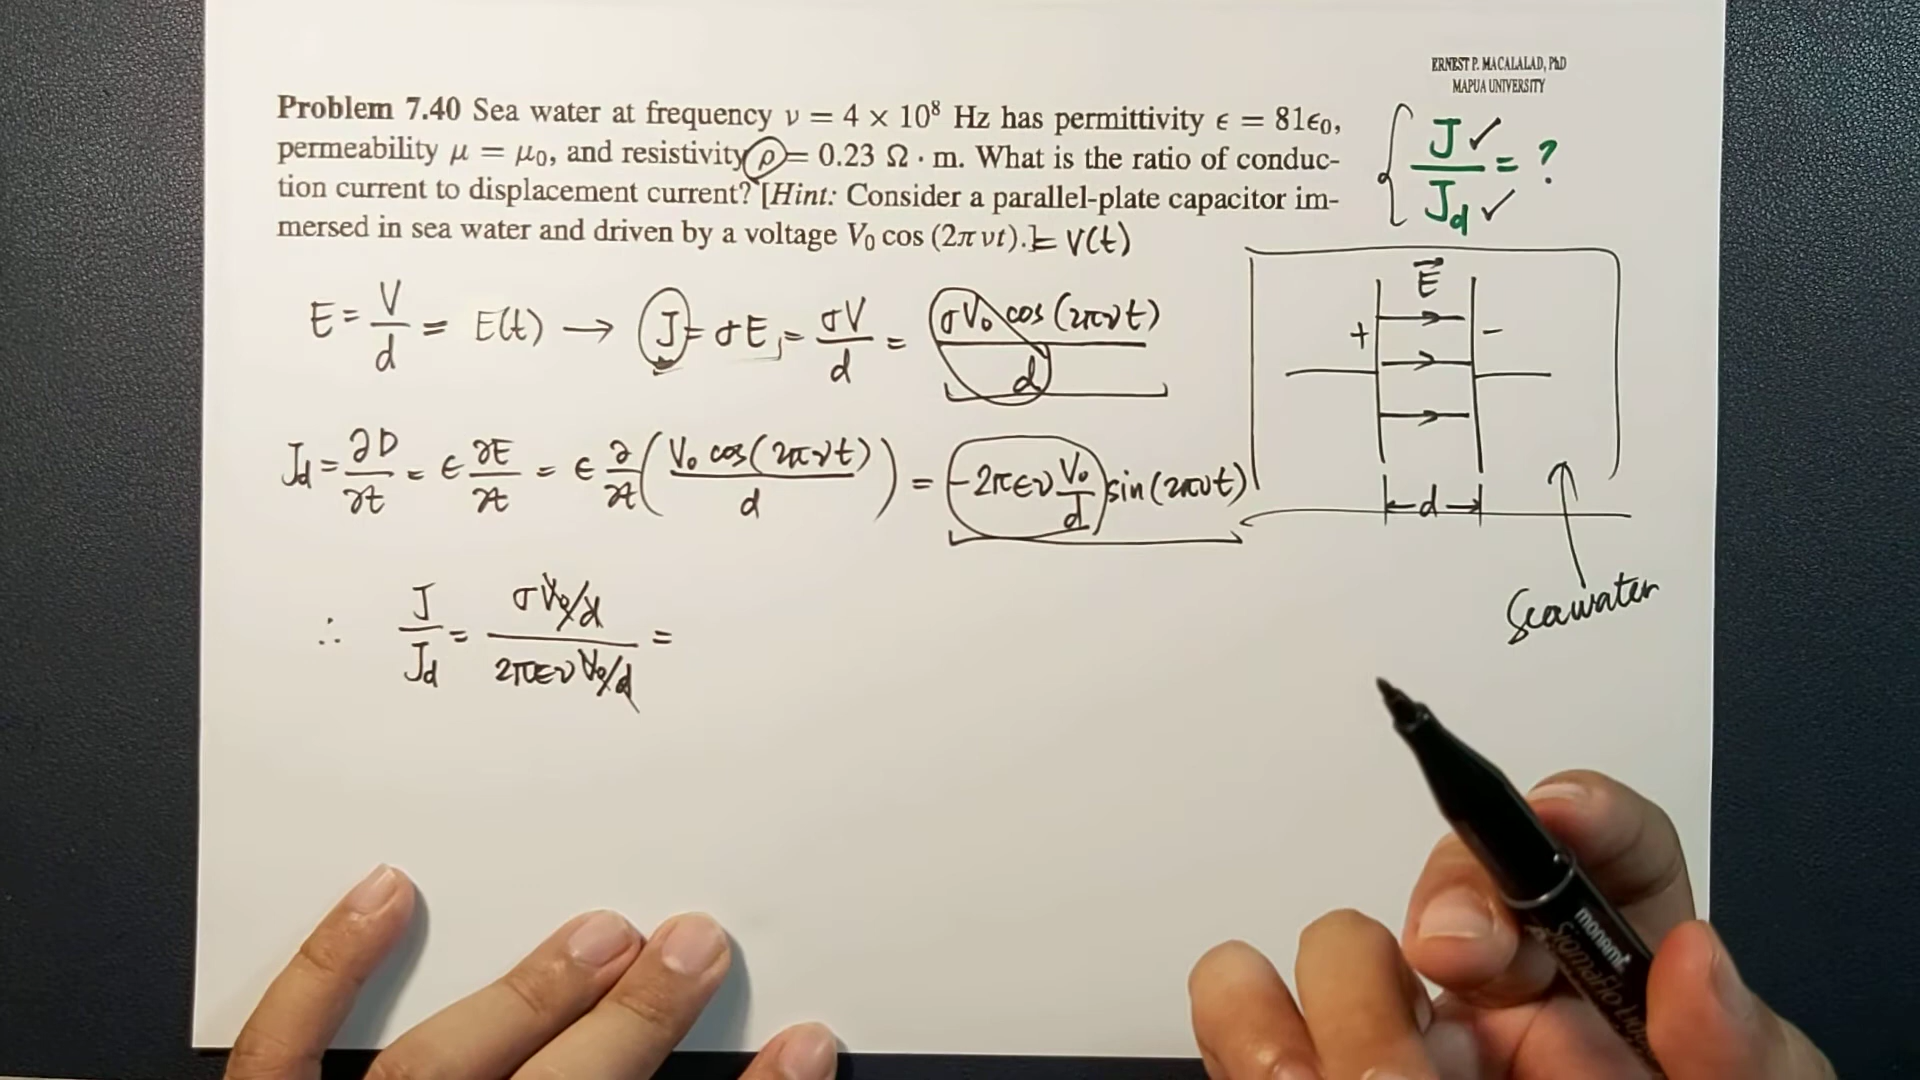 ERNEST P. MACALALAD, PhD
MAPUA UNIVERSITY
Problem 7.40 Sea water at frequency ν = 4 × 10⁸ Hz has permittivity ϵ = 81ϵ₀,
permeability μ = μ₀, and resistivity ρ = 0.23 Ω · m. What is the ratio of conduc-
tion current to displacement current? [Hint: Consider a parallel-plate capacitor im-
mersed in sea water and driven by a voltage V₀ cos (2π νt).] = V(t)
J/J_d = ?
E = V/d = E(t) → J = σE = σV/d = σV₀ cos(2πνt)/d
J_d = ∂D/∂t = ϵ ∂E/∂t = ϵ ∂/∂t (V₀ cos(2πνt)/d) = -2πϵν V₀/d sin(2πνt)
E
+ −
d
Seawater
∴ J/J_d = σV₀/d / 2πϵν V₀/d =
monami